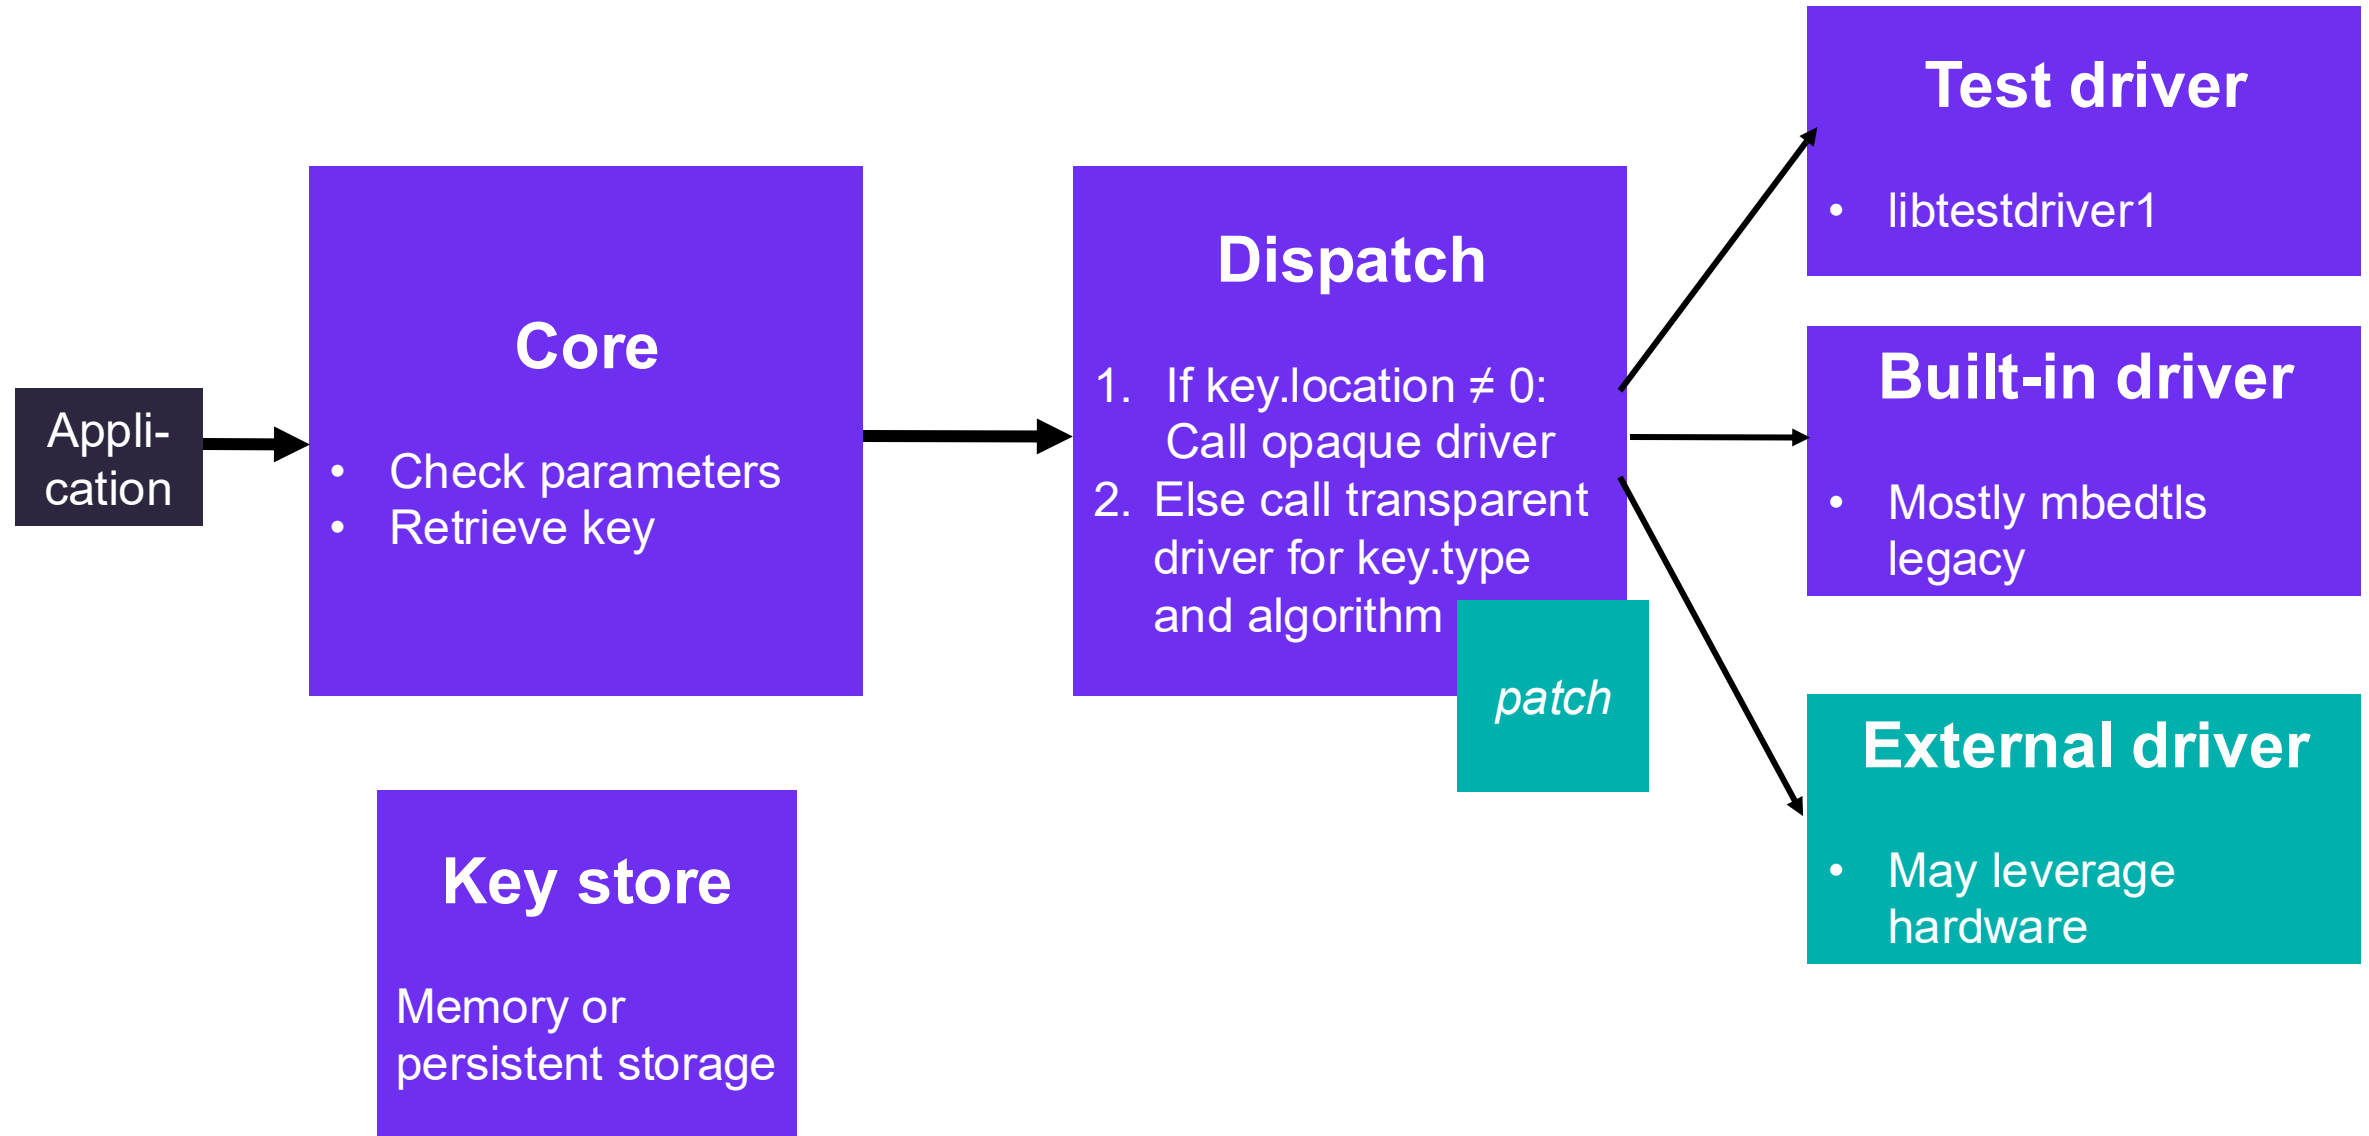 Appli-
cation
Core
• Check parameters
• Retrieve key
Key store
Memory or
persistent storage
Dispatch
1. If key.location ≠ 0:
Call opaque driver
2. Else call transparent
driver for key.type
and algorithm
patch
Test driver
• libtestdriver1
Built-in driver
• Mostly mbedtls
legacy
External driver
• May leverage
hardware